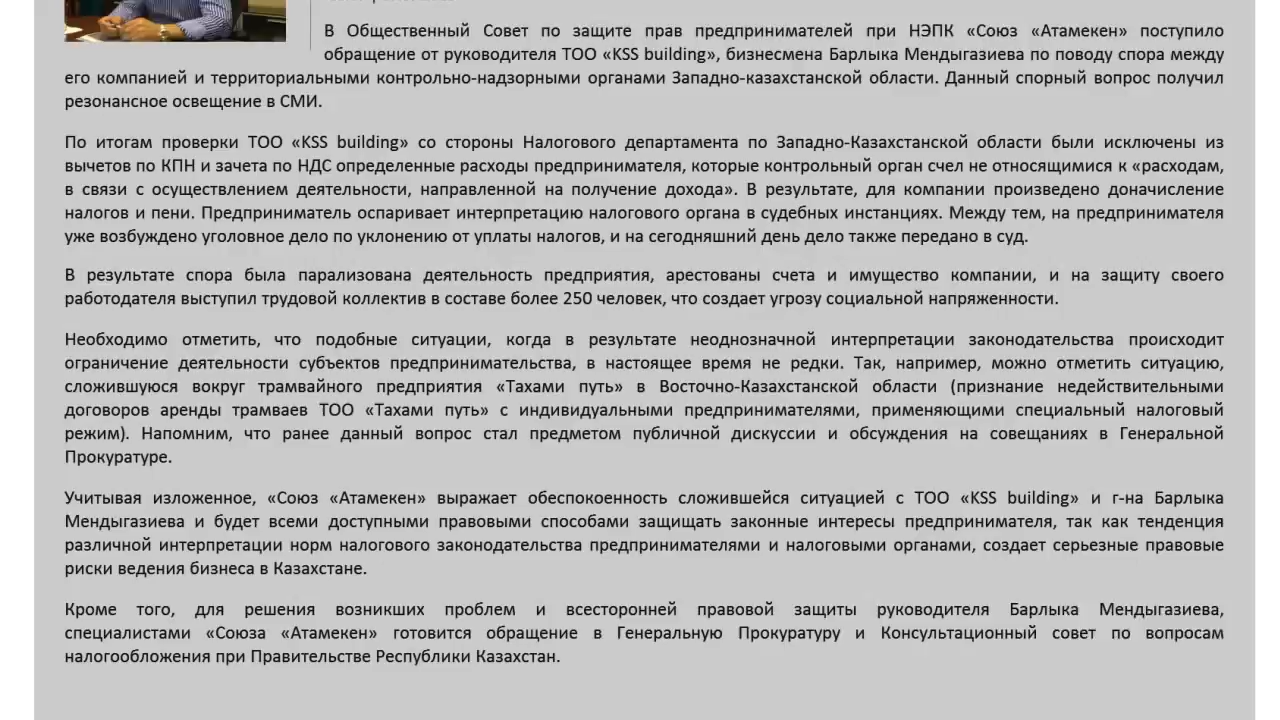 В Общественный Совет по защите прав предпринимателей при НЭПК «Союз «Атамекен» поступило
обращение от руководителя ТОО «KSS building», бизнесмена Барлыка Мендыгазиева по поводу спора между
его компанией и территориальными контрольно-надзорными органами Западно-казахстанской области. Данный спорный вопрос получил
резонансное освещение в СМИ.
По итогам проверки ТОО «KSS building» со стороны Налогового департамента по Западно-Казахстанской области были исключены из
вычетов по КПН и зачета по НДС определенные расходы предпринимателя, которые контрольный орган счел не относящимися к «расходам,
в связи с осуществлением деятельности, направленной на получение дохода». В результате, для компании произведено доначисление
налогов и пени. Предприниматель оспаривает интерпретацию налогового органа в судебных инстанциях. Между тем, на предпринимателя
уже возбуждено уголовное дело по уклонению от уплаты налогов, и на сегодняшний день дело также передано в суд.
В результате спора была парализована деятельность предприятия, арестованы счета и имущество компании, и на защиту своего
работодателя выступил трудовой коллектив в составе более 250 человек, что создает угрозу социальной напряженности.
Необходимо отметить, что подобные ситуации, когда в результате неоднозначной интерпретации законодательства происходит
ограничение деятельности субъектов предпринимательства, в настоящее время не редки. Так, например, можно отметить ситуацию,
сложившуюся вокруг трамвайного предприятия «Тахами путь» в Восточно-Казахстанской области (признание недействительными
договоров аренды трамваев ТОО «Тахами путь» с индивидуальными предпринимателями, применяющими специальный налоговый
режим). Напомним, что ранее данный вопрос стал предметом публичной дискуссии и обсуждения на совещаниях в Генеральной
Прокуратуре.
Учитывая изложенное, «Союз «Атамекен» выражает обеспокоенность сложившейся ситуацией с ТОО «KSS building» и г-на Барлыка
Мендыгазиева и будет всеми доступными правовыми способами защищать законные интересы предпринимателя, так как тенденция
различной интерпретации норм налогового законодательства предпринимателями и налоговыми органами, создает серьезные правовые
риски ведения бизнеса в Казахстане.
Кроме того, для решения возникших проблем и всесторонней правовой защиты руководителя Барлыка Мендыгазиева,
специалистами «Союза «Атамекен» готовится обращение в Генеральную Прокуратуру и Консультационный совет по вопросам
налогообложения при Правительстве Республики Казахстан.